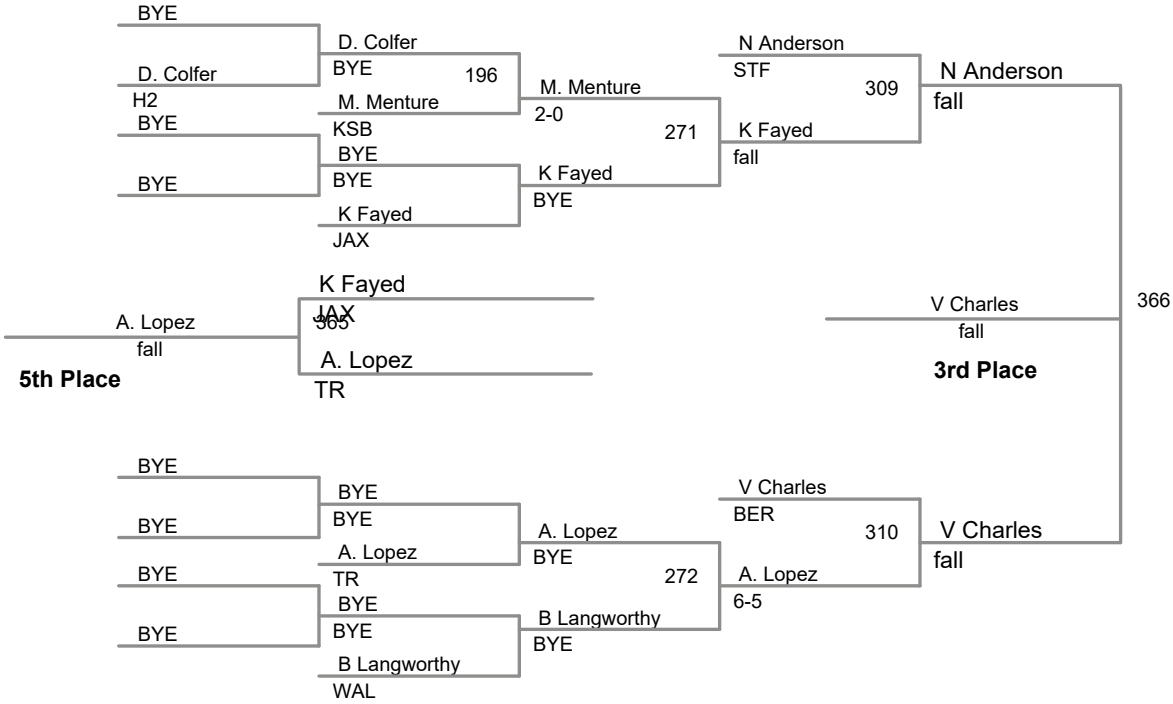 BYE
D. Colfer
BYE
196
D. Colfer
H2
M. Menture
KSB
M. Menture
2-0
271
BYE
BYE
BYE
BYE
K Fayed
JAX
K Fayed
BYE
N Anderson
STF
309
K Fayed
fall
N Anderson
fall
K Fayed
JAX
365
A. Lopez
fall
5th Place
A. Lopez
TR
V Charles
fall
366
3rd Place
BYE
BYE
BYE
BYE
A. Lopez
TR
A. Lopez
BYE
272
BYE
BYE
BYE
BYE
B Langworthy
WAL
B Langworthy
BYE
V Charles
BER
310
A. Lopez
6-5
V Charles
fall